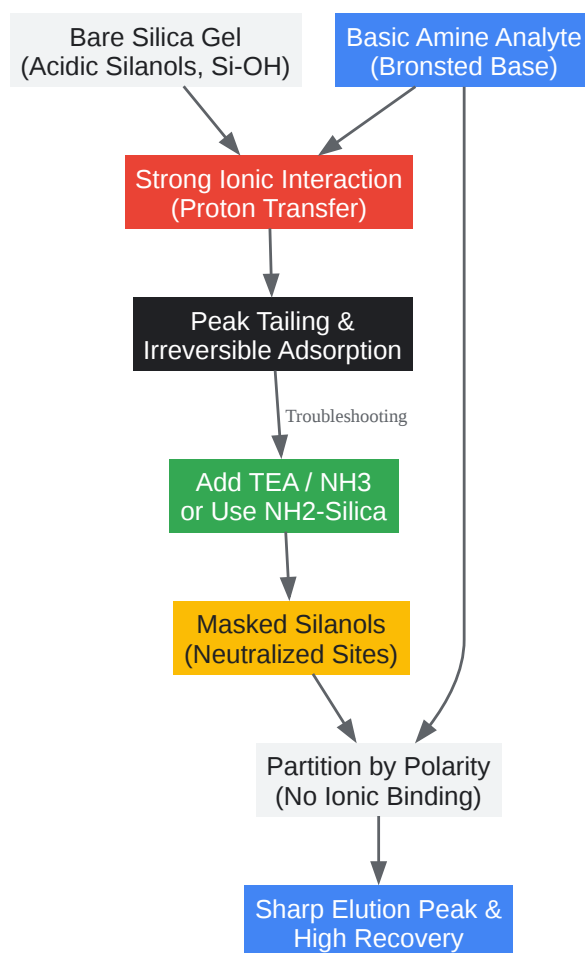 Bare Silica Gel
(Acidic Silanols, Si-OH)
Basic Amine Analyte
(Bronsted Base)
Strong Ionic Interaction
(Proton Transfer)
Peak Tailing &
Irreversible Adsorption
Troubleshooting
Add TEA / NH3
or Use NH2-Silica
Masked Silanols
(Neutralized Sites)
Partition by Polarity
(No Ionic Binding)
Sharp Elution Peak &
High Recovery